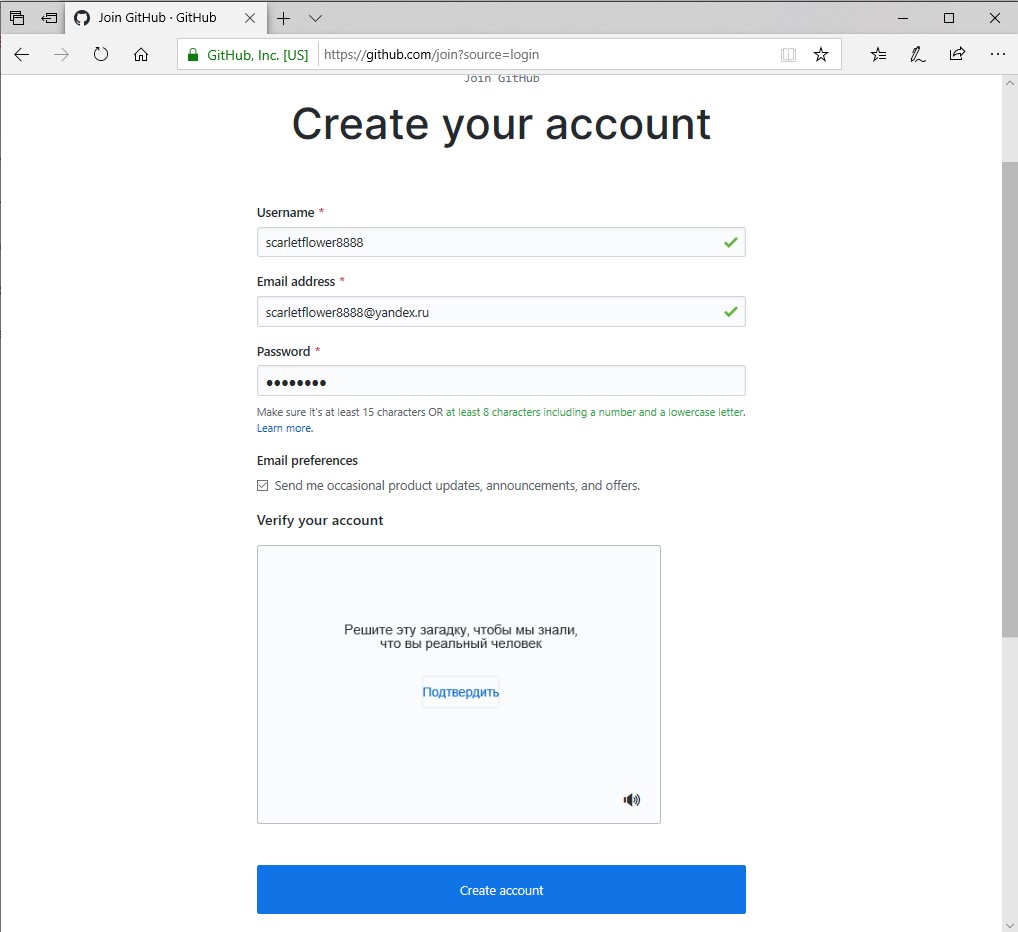 Join GitHub · GitHub
GitHub, Inc. [US] https://github.com/join?source=login
Join GitHub
Create your account
Username *
scarletflower8888
Email address *
scarletflower8888@yandex.ru
Password *
Make sure it's at least 15 characters OR at least 8 characters including a number and a lowercase letter.
Learn more.
Email preferences
Send me occasional product updates, announcements, and offers.
Verify your account
Решите эту загадку, чтобы мы знали,
что вы реальный человек
Подтвердить
Create account